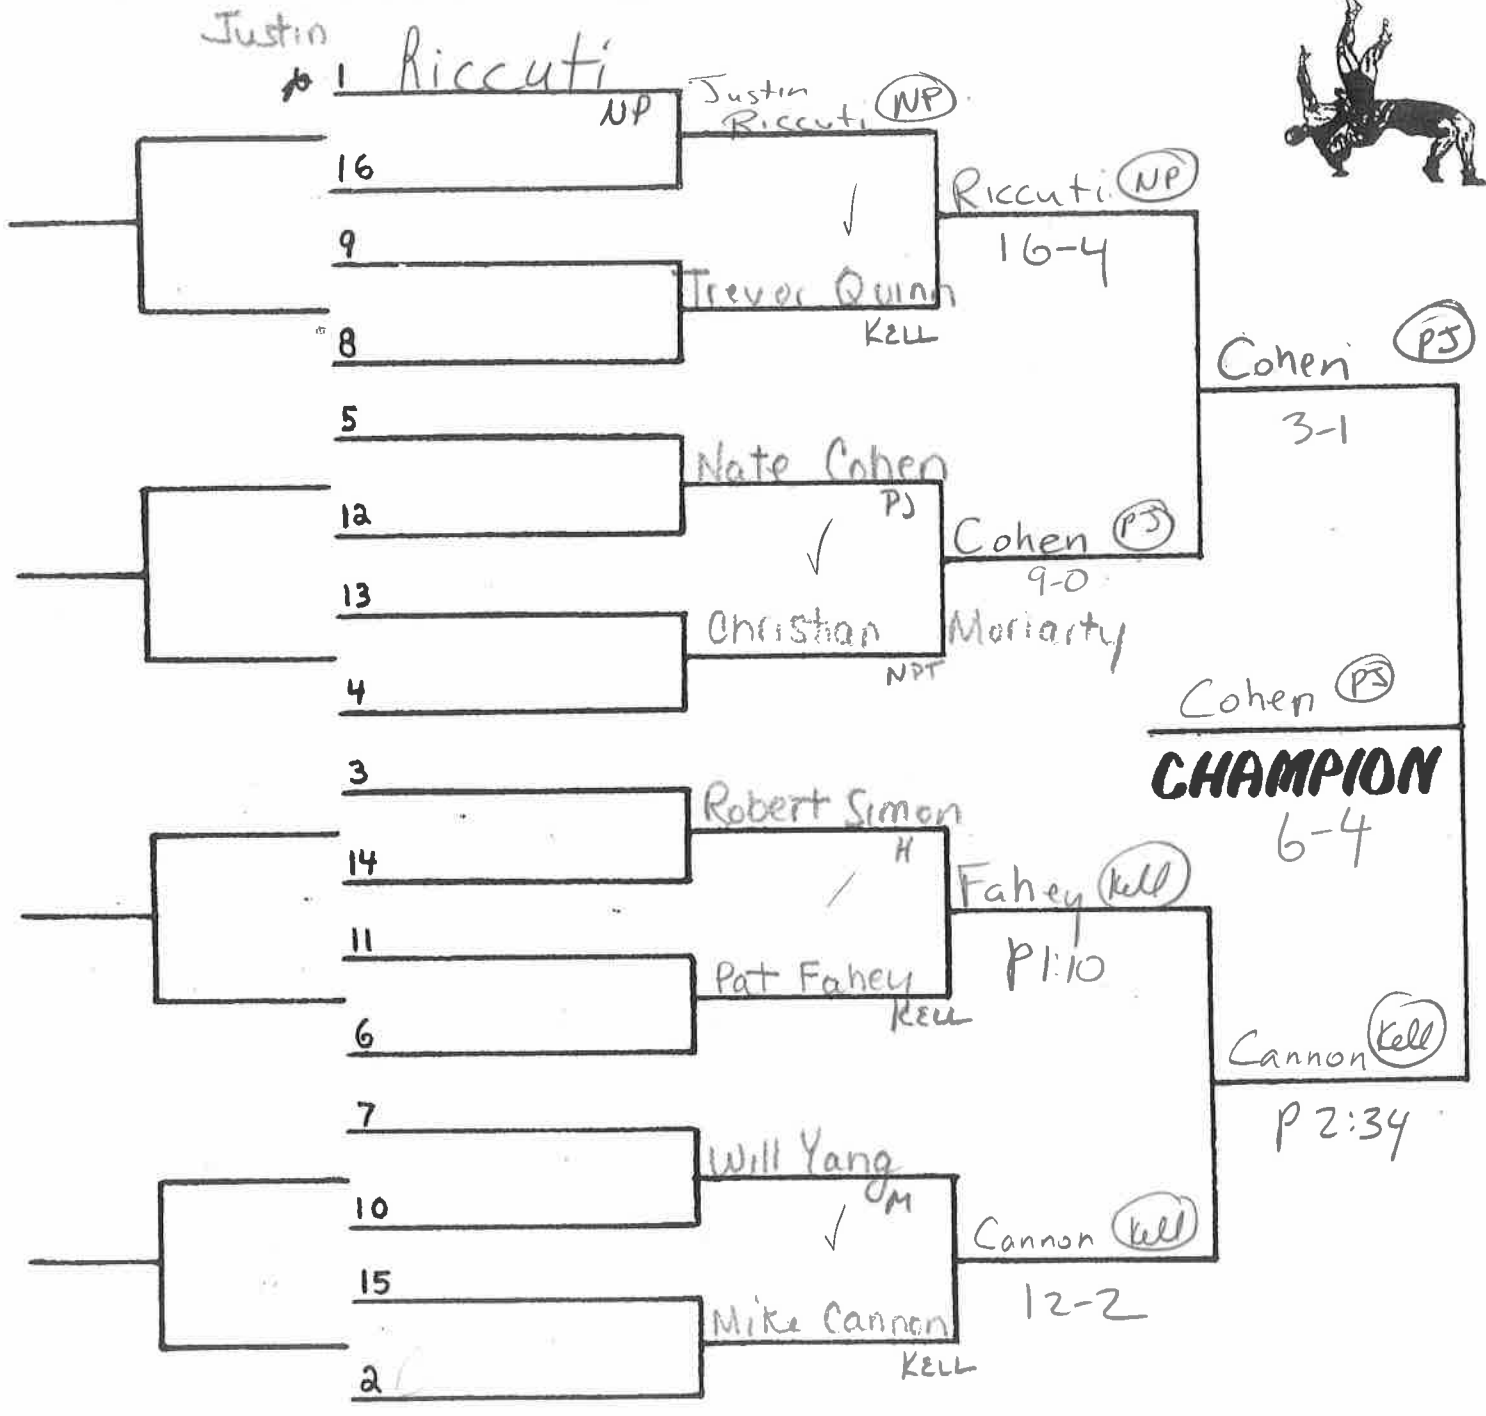 Justin
1 Riccuti
NP
Justin
Riccuti NP
16
Riccuti NP
16-4
9
Trevor Quinn
KELL
8
Cohen PJ
3-1
5
Nate Cohen
PJ
12
Cohen PJ
9-0
13
Christian Moriarty
NPT
4
Cohen PJ
CHAMPION
6-4
3
Robert Simon
H
14
Fahey Kell
P 1:10
11
Pat Fahey
KELL
6
Cannon Kell
P 2:34
7
Will Yang
M
10
Cannon Kell
12-2
15
Mike Cannon
KELL
2